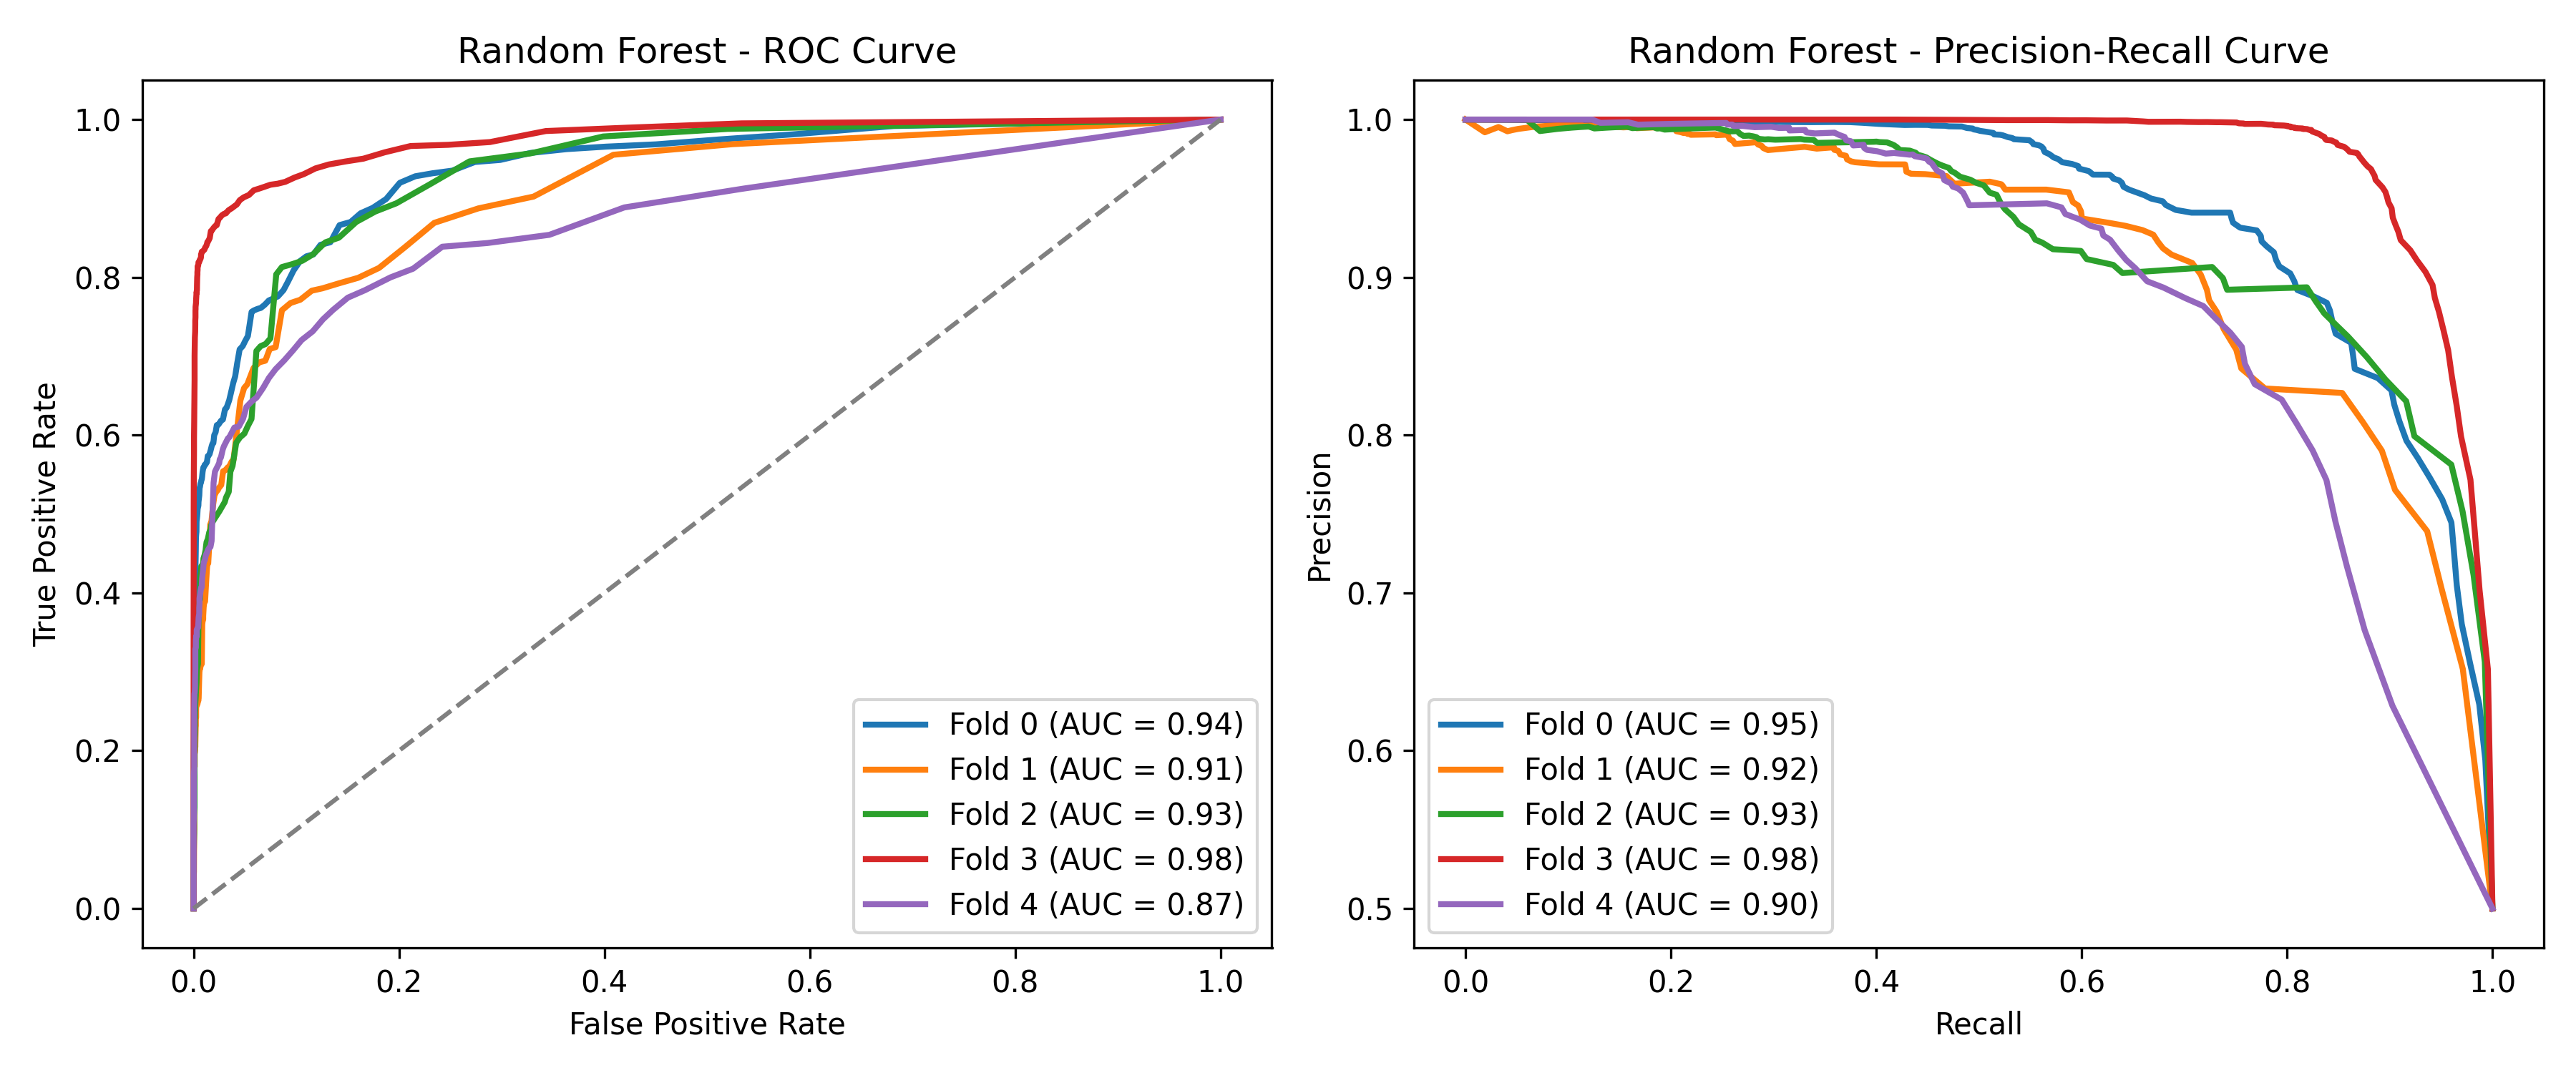 Random Forest - ROC Curve
True Positive Rate
1.0
0.8
0.6
0.4
0.2
0.0
0.0 0.2 0.4 0.6 0.8 1.0
False Positive Rate
Fold 0 (AUC = 0.94)
Fold 1 (AUC = 0.91)
Fold 2 (AUC = 0.93)
Fold 3 (AUC = 0.98)
Fold 4 (AUC = 0.87)
Random Forest - Precision-Recall Curve
Precision
1.0
0.9
0.8
0.7
0.6
0.5
0.0 0.2 0.4 0.6 0.8 1.0
Recall
Fold 0 (AUC = 0.95)
Fold 1 (AUC = 0.92)
Fold 2 (AUC = 0.93)
Fold 3 (AUC = 0.98)
Fold 4 (AUC = 0.90)